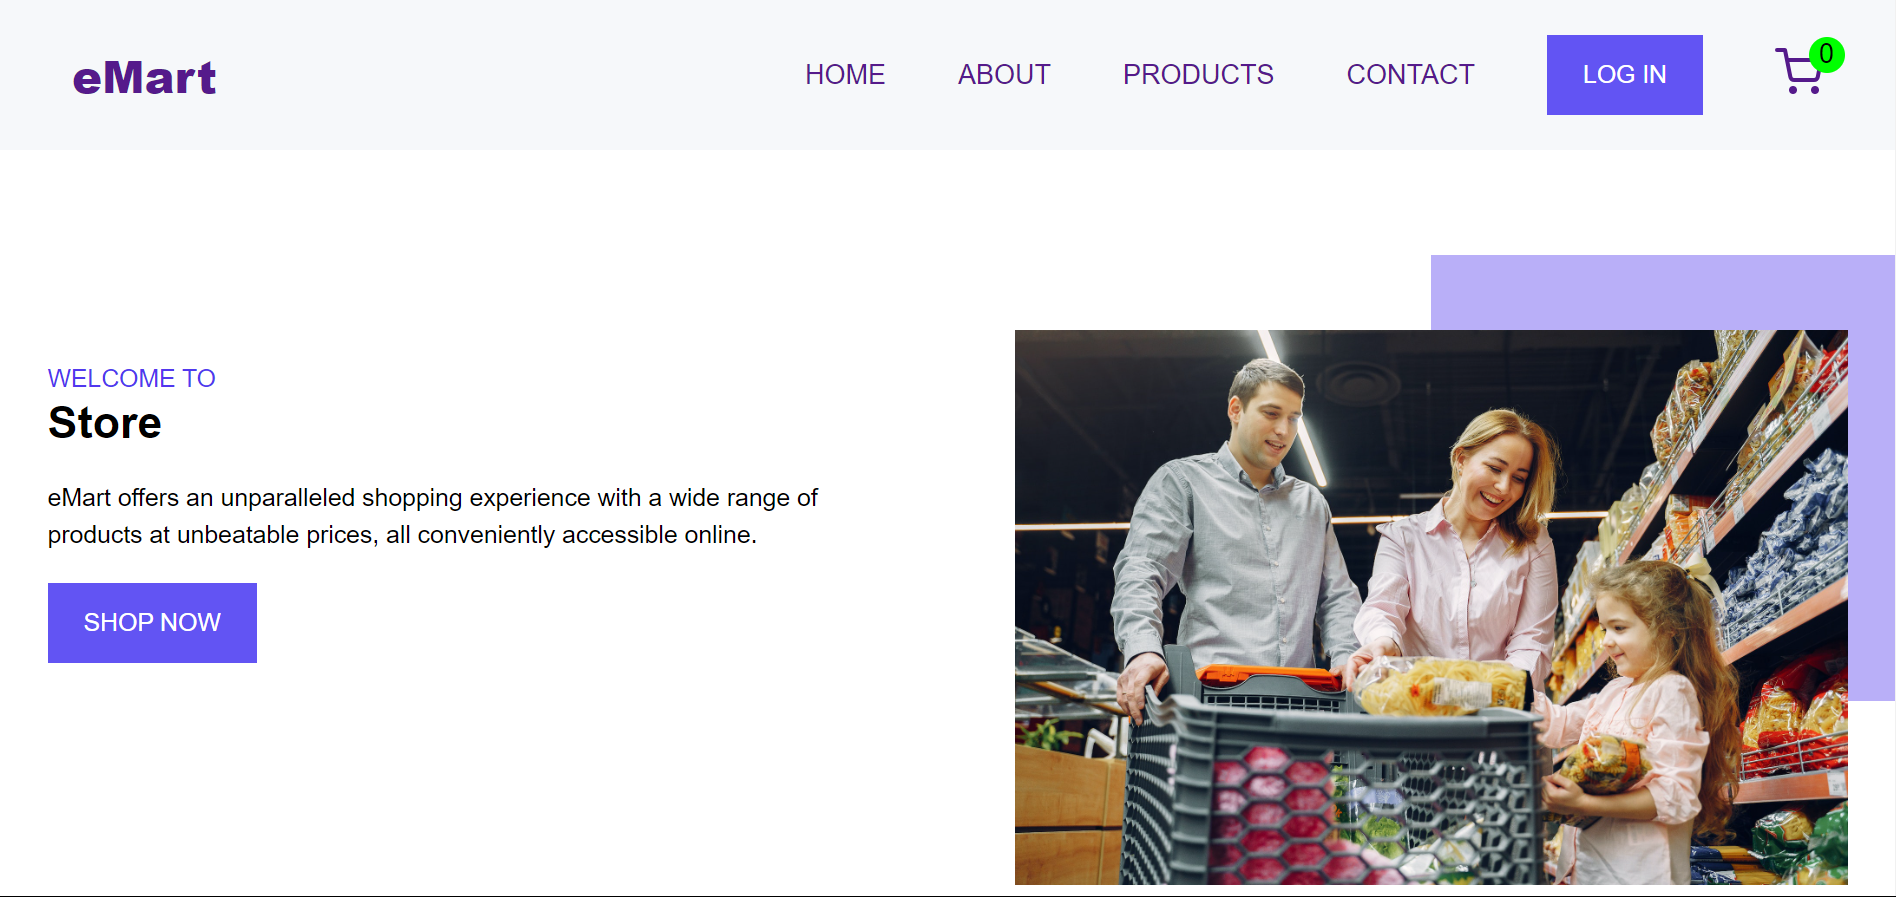 eMart
HOME
ABOUT
PRODUCTS
CONTACT
LOG IN
0
WELCOME TO
Store
eMart offers an unparalleled shopping experience with a wide range of
products at unbeatable prices, all conveniently accessible online.
SHOP NOW